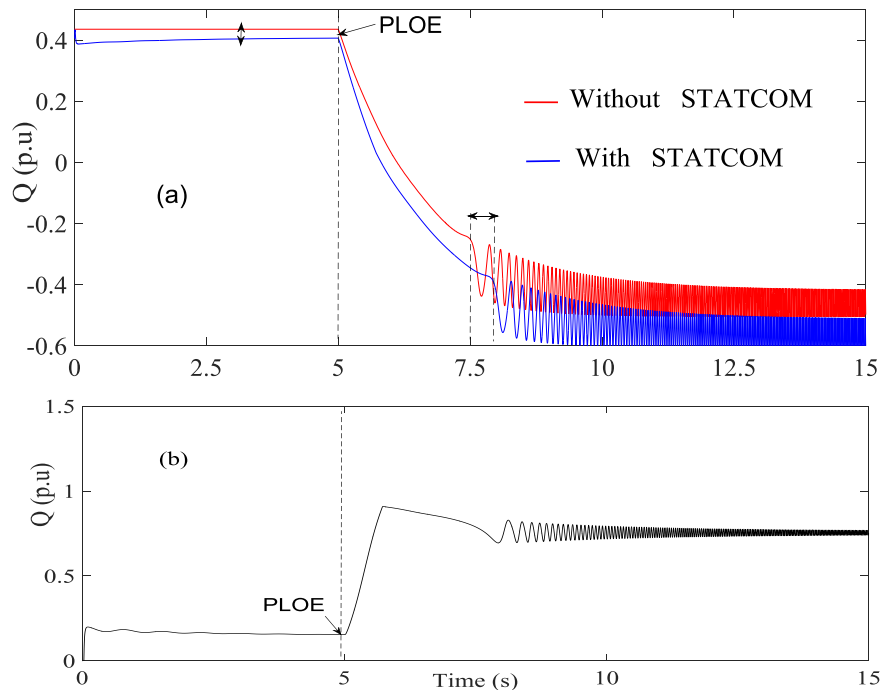 0.4
0.2
0
-0.2
-0.4
-0.6
Q (p.u)
PLOE
Without STATCOM
With STATCOM
(a)
0 2.5 5 7.5 10 12.5 15
1.5
1
0.5
0
Q (p.u)
(b)
PLOE
0 5 10 15
Time (s)